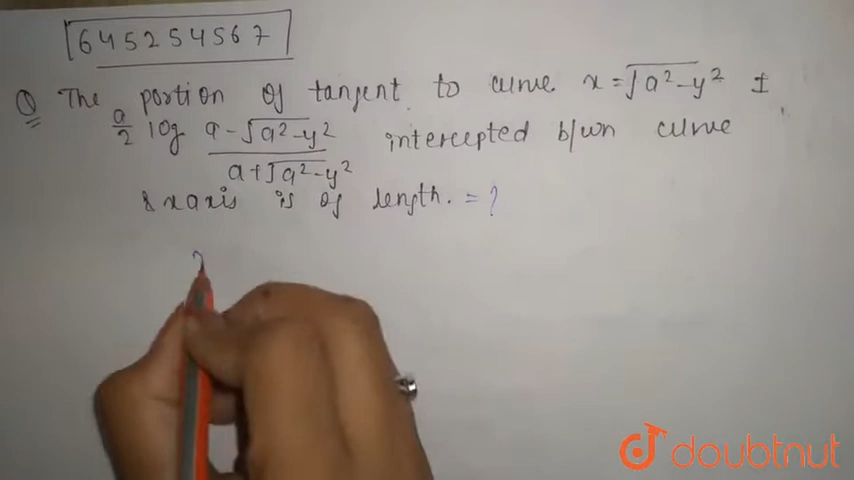 645254567
Q The portion of tangent to curve x = √a² - y² ±
a/2 log a - √a² - y² / a + √a² - y² intercepted b/wn curve
& x axis is of length. = ?
doubtnut